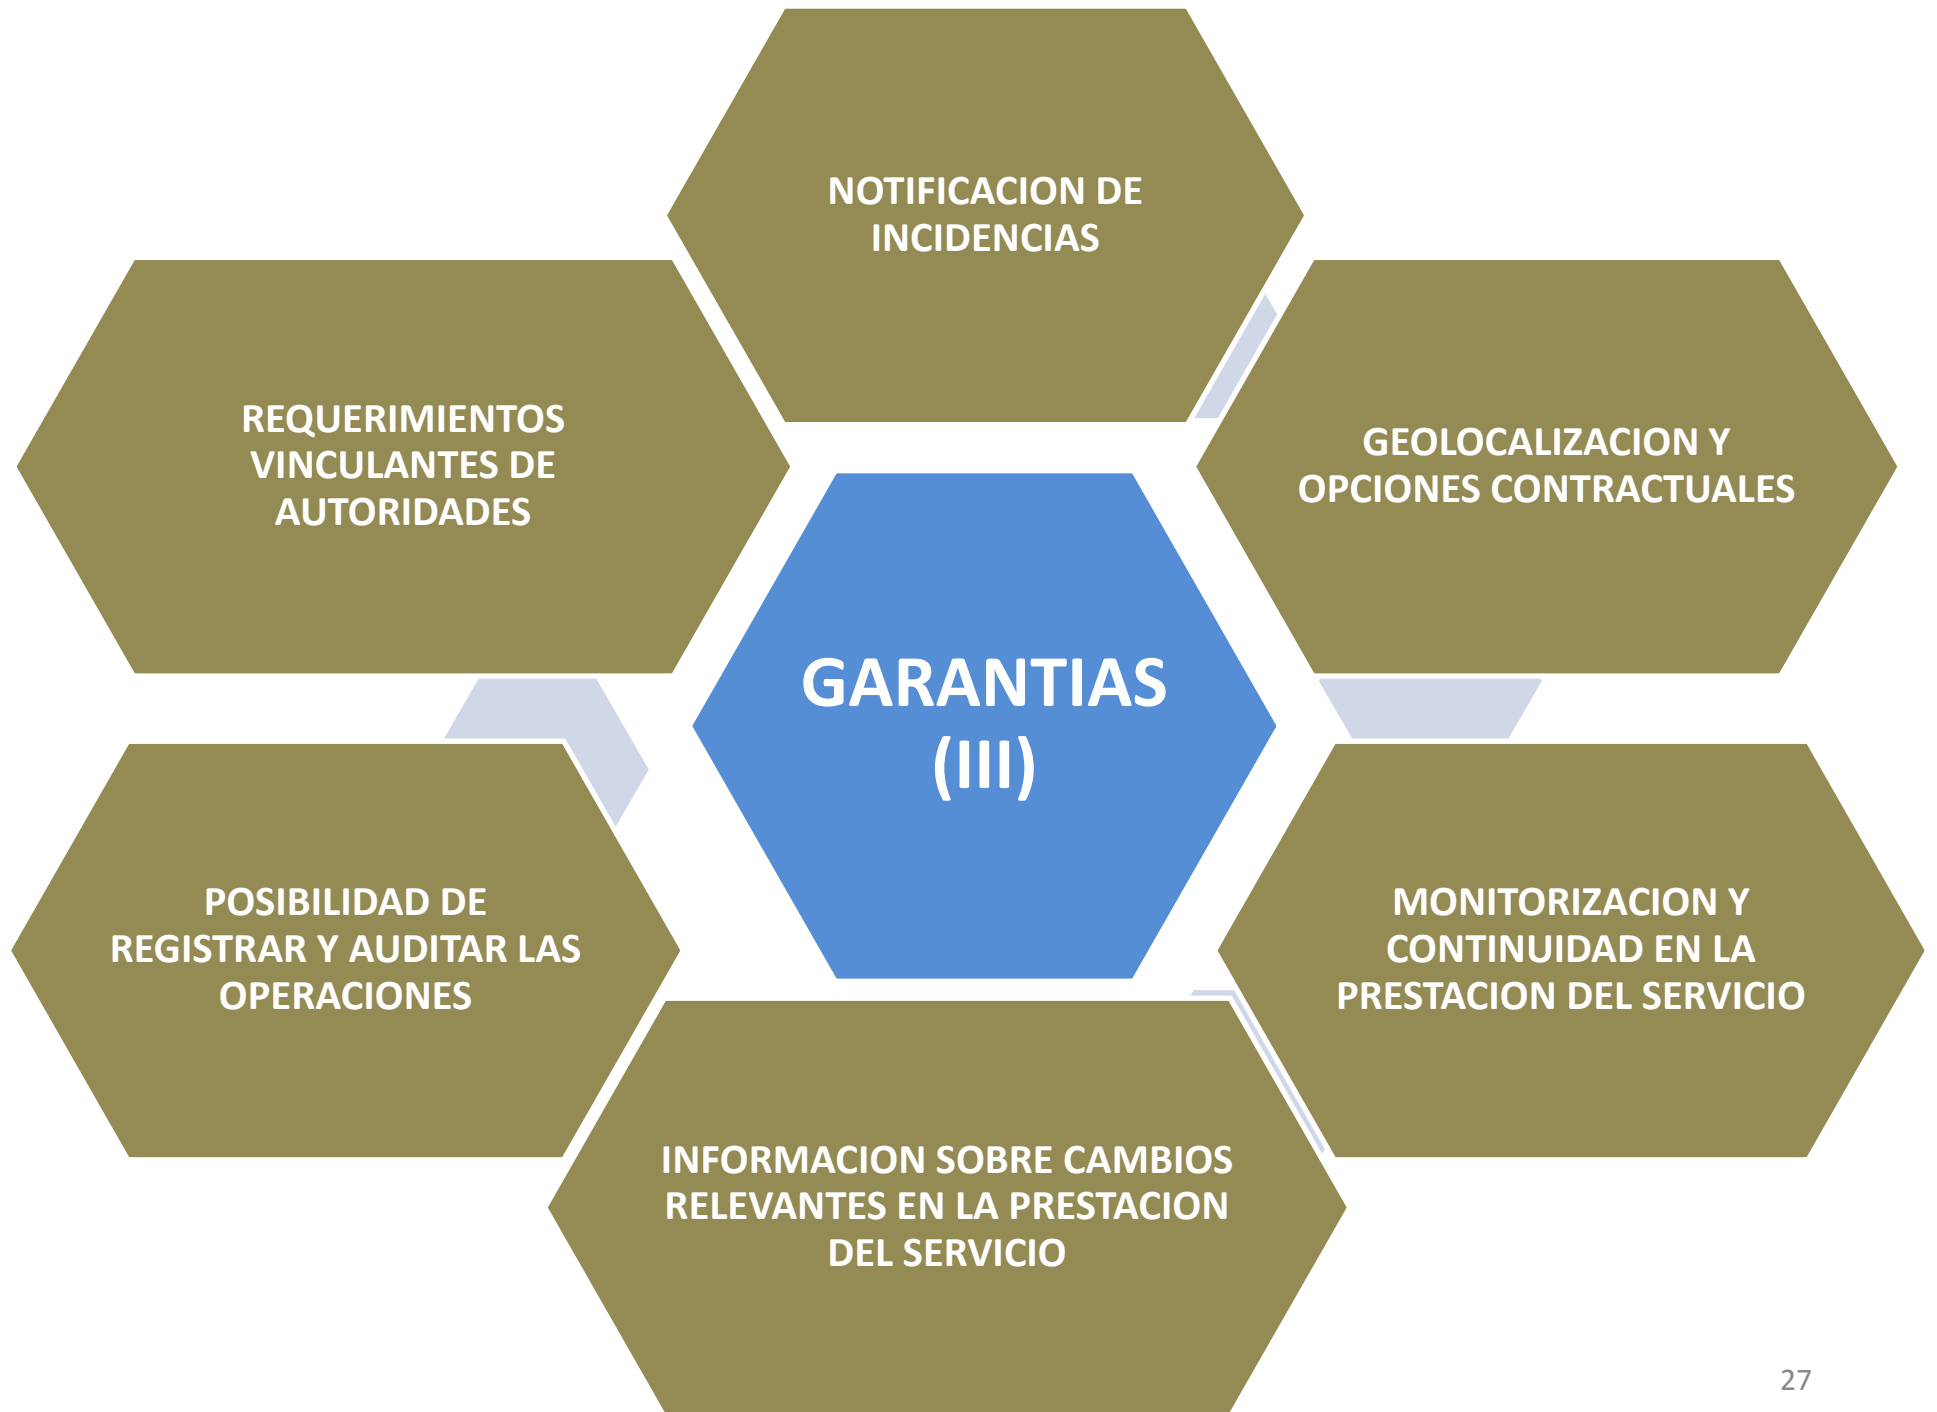 NOTIFICACION DE
INCIDENCIAS
REQUERIMIENTOS
VINCULANTES DE
AUTORIDADES
GEOLOCALIZACION Y
OPCIONES CONTRACTUALES
GARANTIAS
(III)
POSIBILIDAD DE
REGISTRAR Y AUDITAR LAS
OPERACIONES
MONITORIZACION Y
CONTINUIDAD EN LA
PRESTACION DEL SERVICIO
INFORMACION SOBRE CAMBIOS
RELEVANTES EN LA PRESTACION
DEL SERVICIO
27